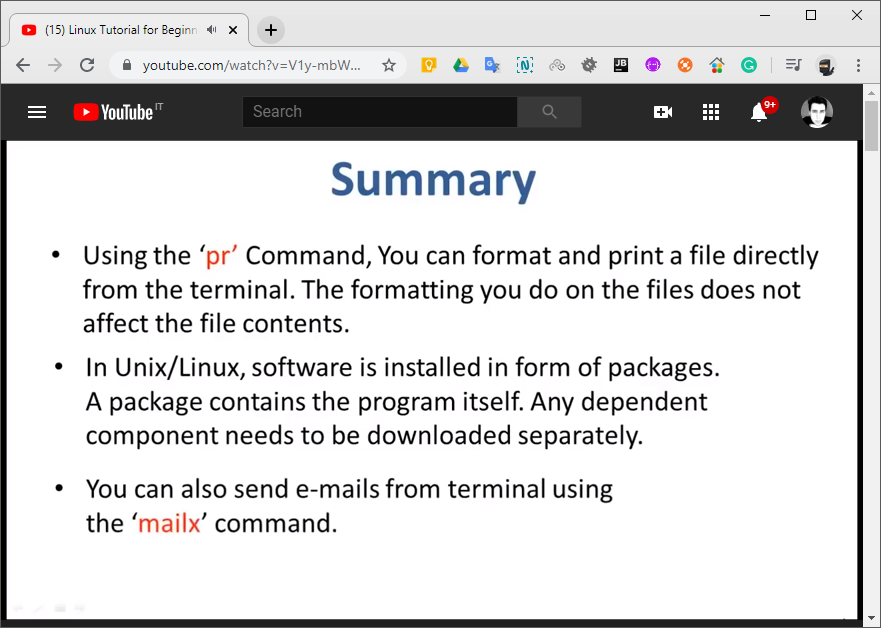 (15) Linux Tutorial for Beginn
youtube.com/watch?v=V1y-mbW...
YouTube IT
Search
9+
Summary
• Using the ‘pr’ Command, You can format and print a file directly
from the terminal. The formatting you do on the files does not
affect the file contents.
• In Unix/Linux, software is installed in form of packages.
A package contains the program itself. Any dependent
component needs to be downloaded separately.
• You can also send e-mails from terminal using
the ‘mailx’ command.